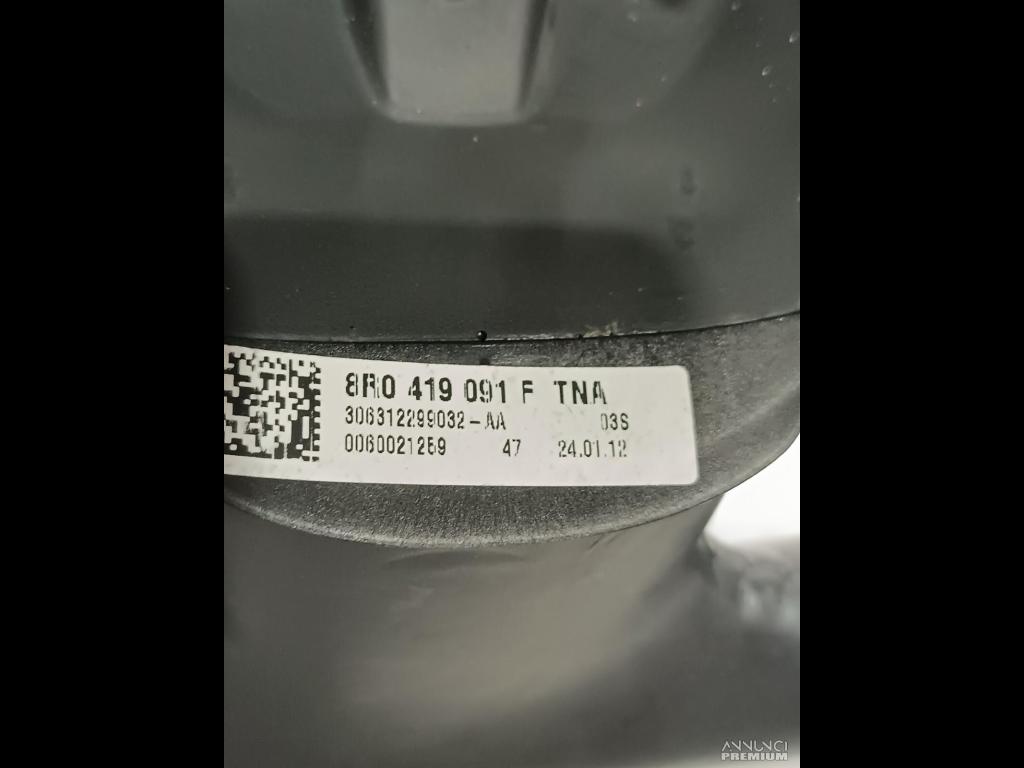 8R0 419 091 F TNA
306312299032-AA 03S
0060021269 47 24.01.12
ANNUNCI
PREMIUM